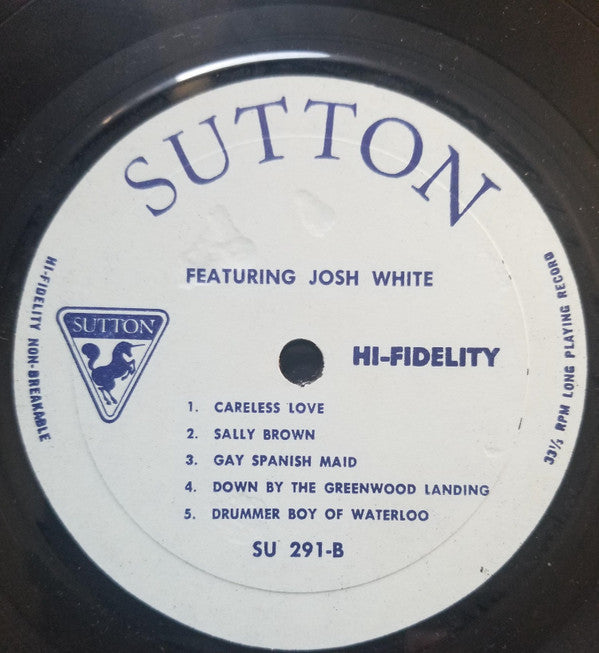 SUTTON
FEATURING JOSH WHITE
HI-FIDELITY NON-BREAKABLE
SUTTON
HI-FIDELITY
33⅓ RPM LONG PLAYING RECORD
1. CARELESS LOVE
2. SALLY BROWN
3. GAY SPANISH MAID
4. DOWN BY THE GREENWOOD LANDING
5. DRUMMER BOY OF WATERLOO
SU 291-B